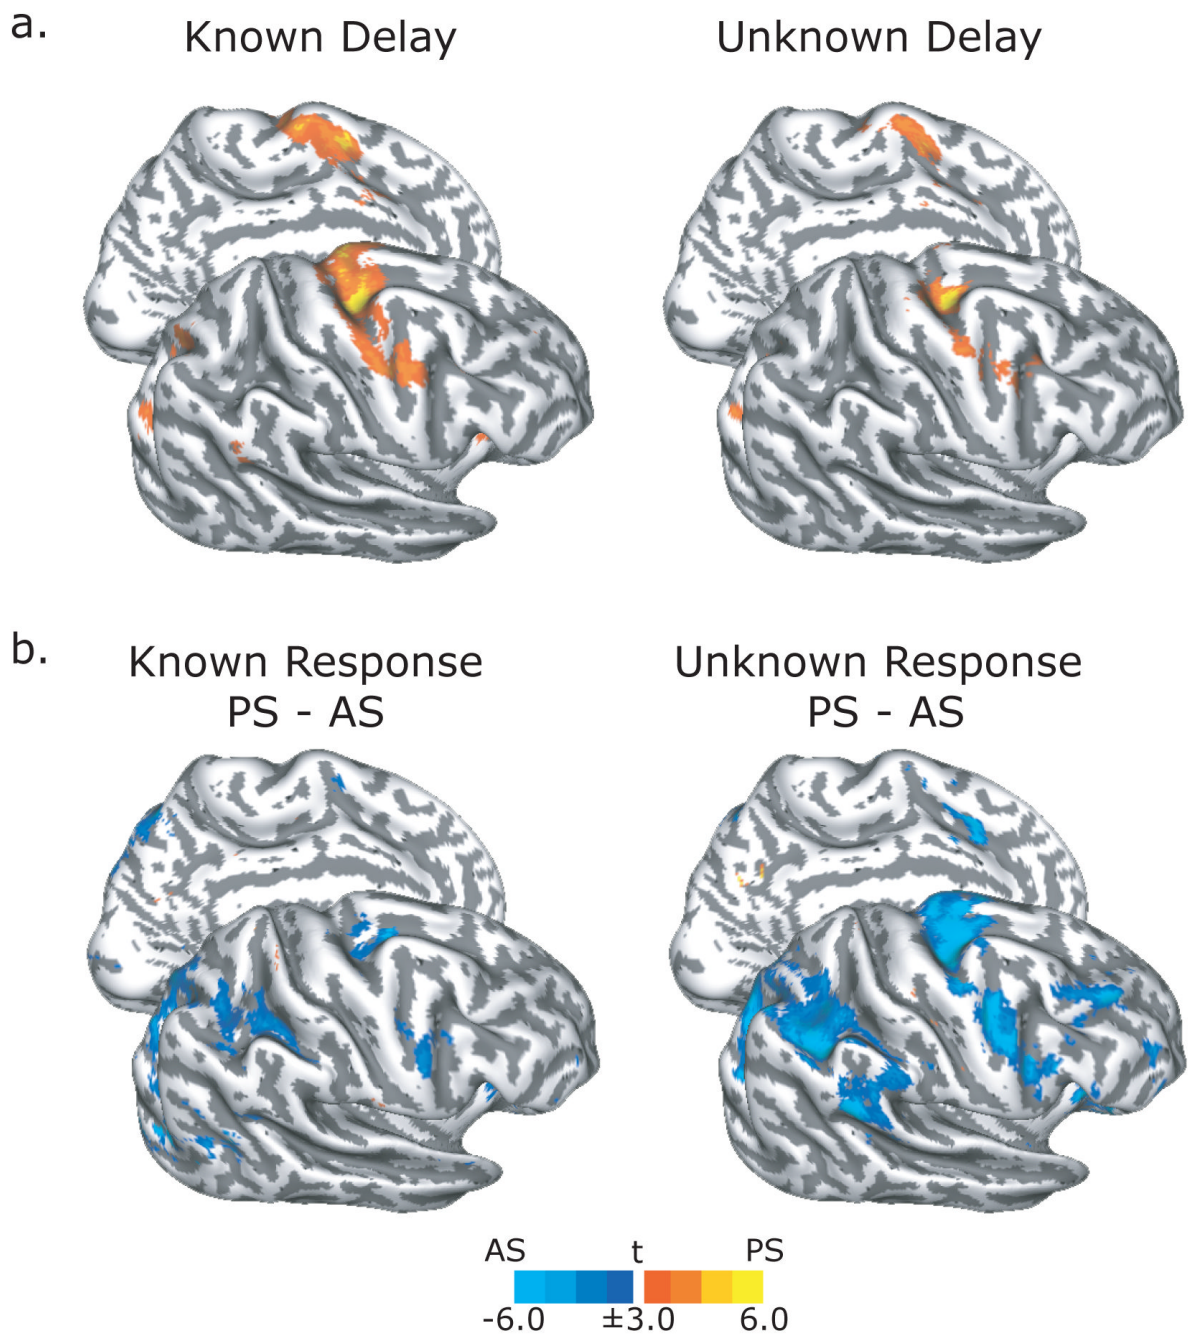 a.
Known Delay
Unknown Delay
b.
Known Response
PS - AS
Unknown Response
PS - AS
AS t PS
-6.0 ±3.0 6.0